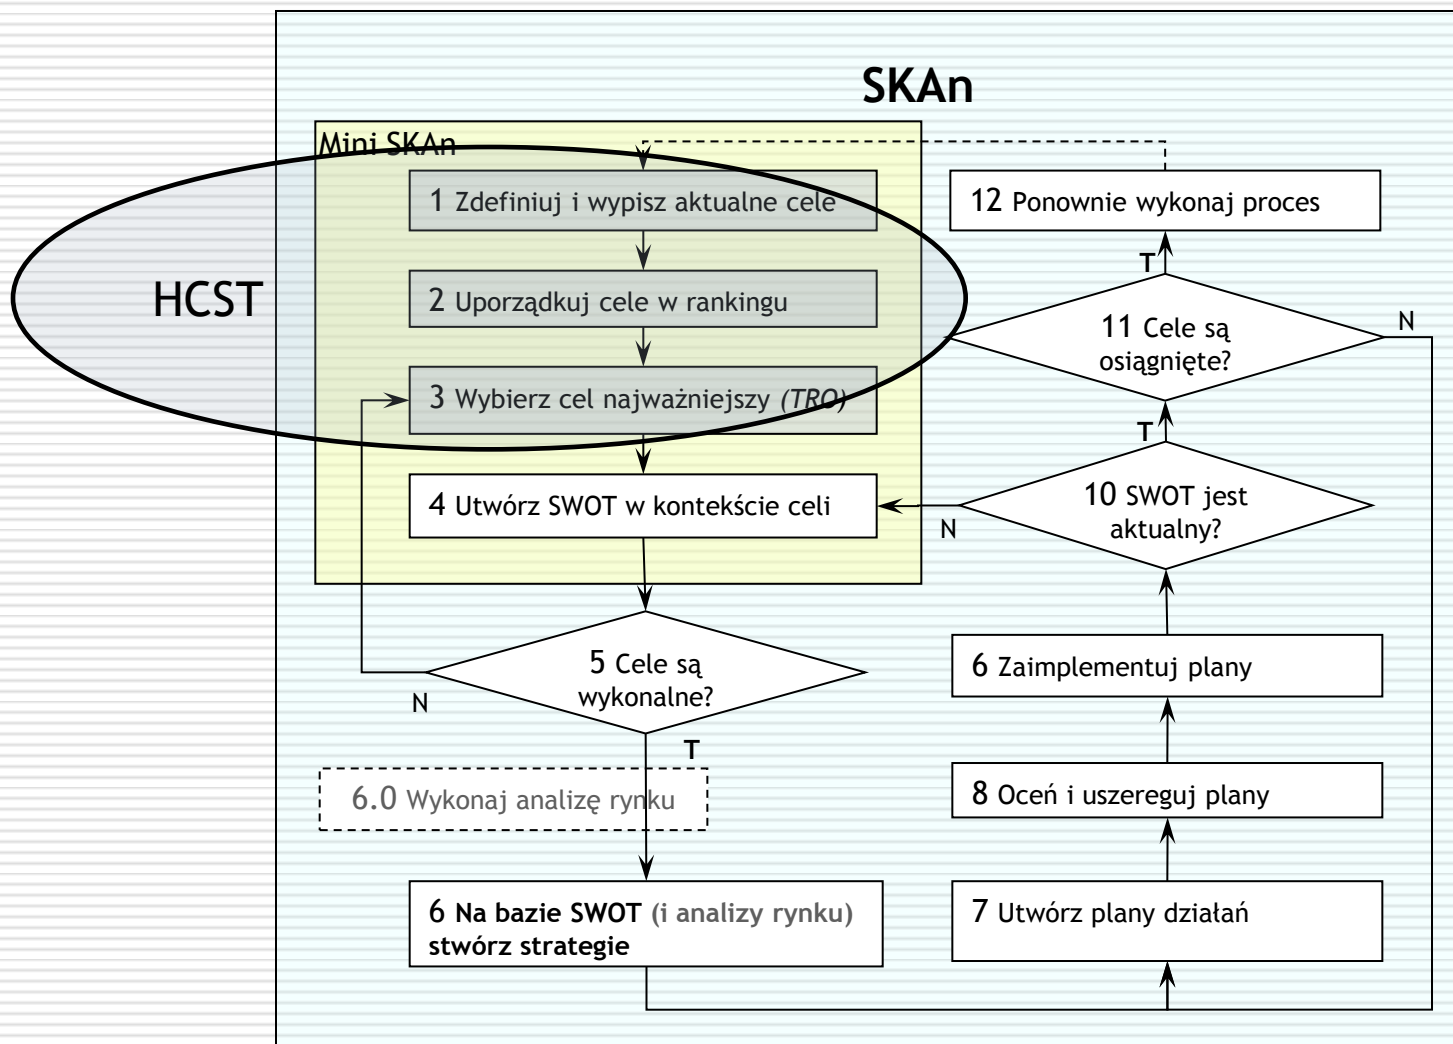 SKAn
Mini SKAn
HCST
1 Zdefiniuj i wypisz aktualne cele
2 Uporządkuj cele w rankingu
3 Wybierz cel najważniejszy (TRO)
4 Utwórz SWOT w kontekście celi
5 Cele są
wykonalne?
N
T
6.0 Wykonaj analizę rynku
6 Na bazie SWOT (i analizy rynku)
stwórz strategie
7 Utwórz plany działań
8 Oceń i uszereguj plany
6 Zaimplementuj plany
10 SWOT jest
aktualny?
N
T
11 Cele są
osiągnięte?
N
T
12 Ponownie wykonaj proces